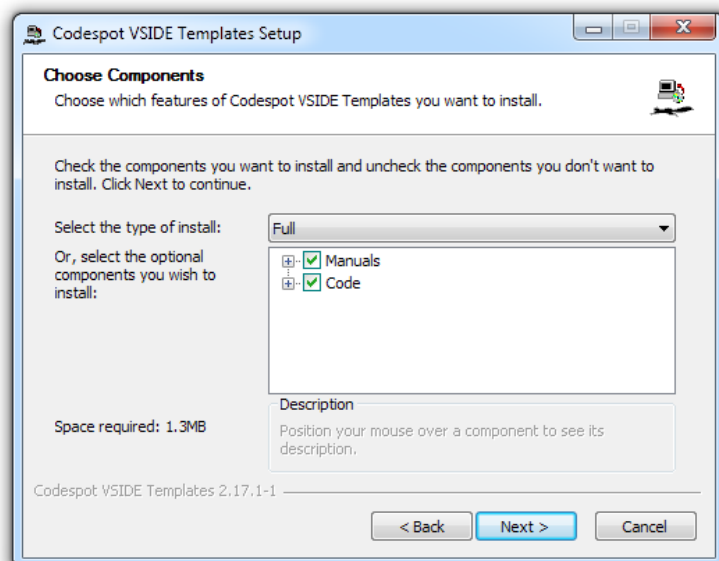 Codespot VSIDE Templates Setup
Choose Components
Choose which features of Codespot VSIDE Templates you want to install.
Check the components you want to install and uncheck the components you don't want to
install. Click Next to continue.
Select the type of install:
Full
Or, select the optional
components you wish to
install:
Manuals
Code
Space required: 1.3MB
Description
Position your mouse over a component to see its
description.
Codespot VSIDE Templates 2.17.1-1
< Back
Next >
Cancel